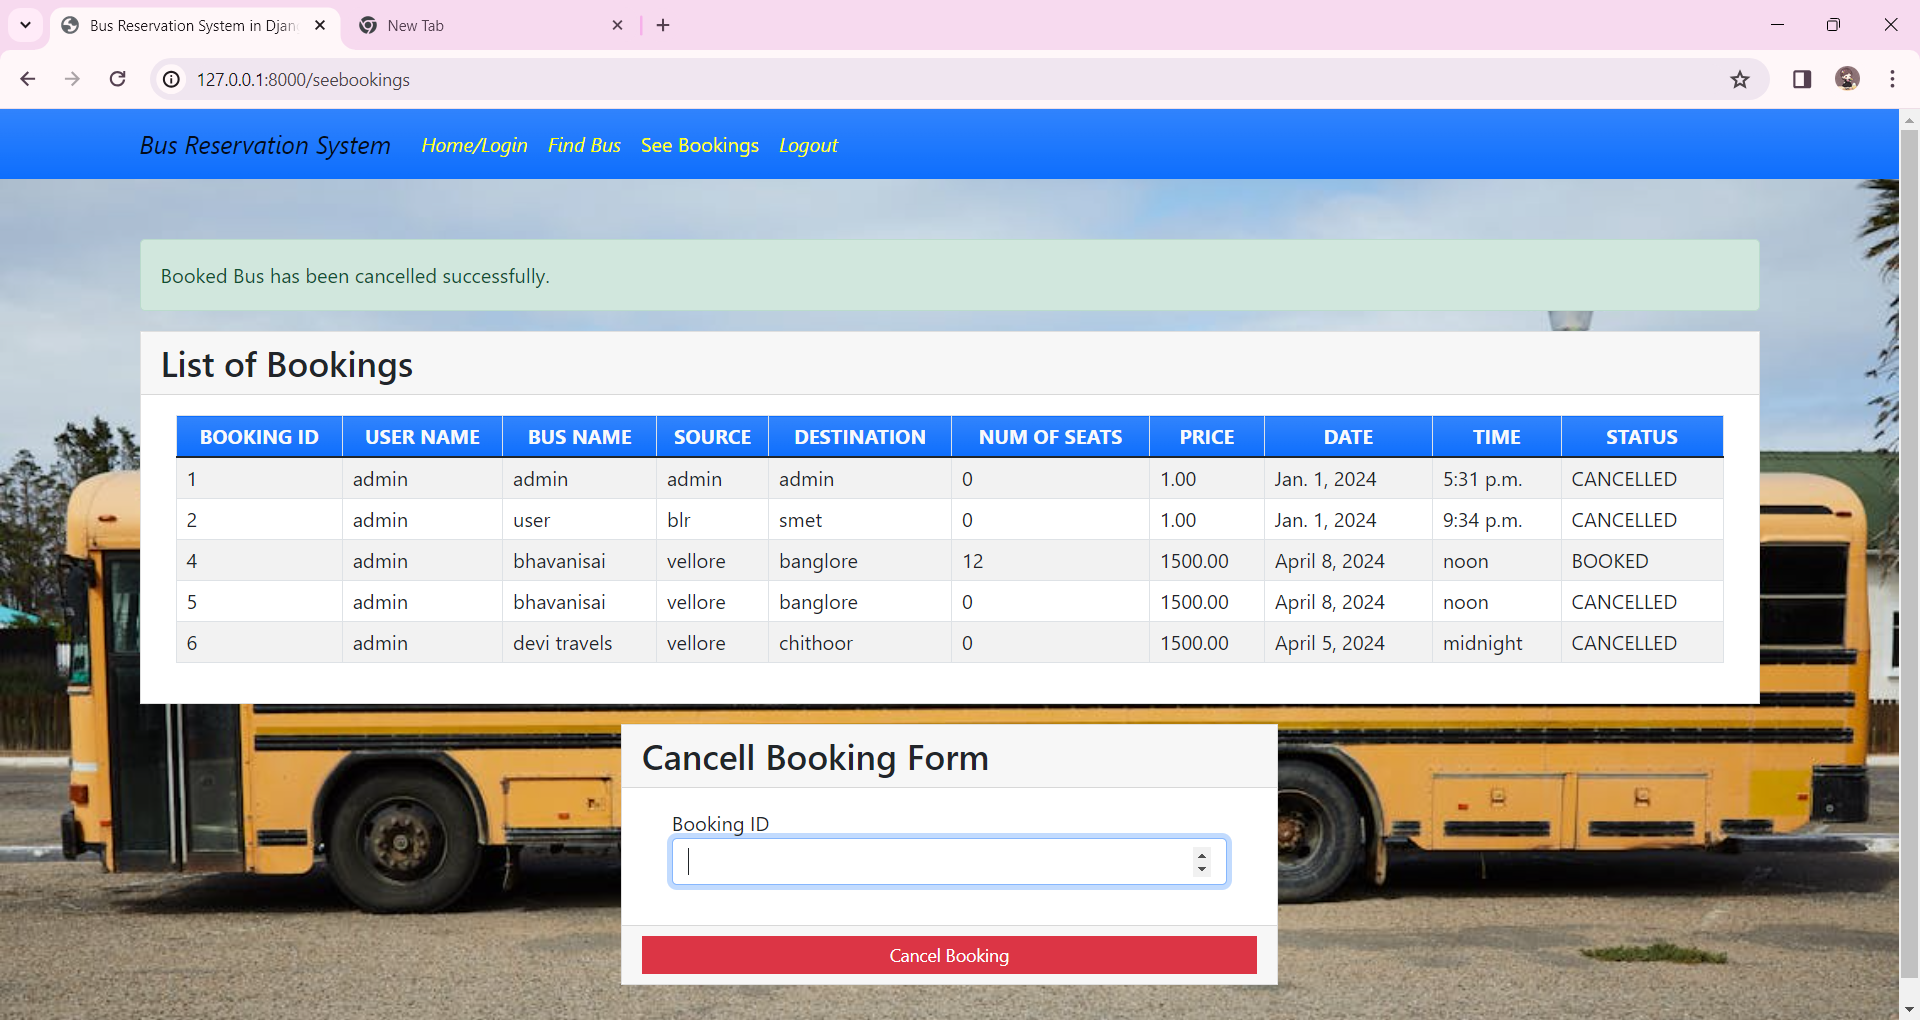 Bus Reservation System in Djan
New Tab
127.0.0.1:8000/seebookings
Bus Reservation System Home/Login Find Bus See Bookings Logout
Booked Bus has been cancelled successfully.
List of Bookings
BOOKING ID USER NAME BUS NAME SOURCE DESTINATION NUM OF SEATS PRICE DATE TIME STATUS
1 admin admin admin admin 0 1.00 Jan. 1, 2024 5:31 p.m. CANCELLED
2 admin user blr smet 0 1.00 Jan. 1, 2024 9:34 p.m. CANCELLED
4 admin bhavanisai vellore banglore 12 1500.00 April 8, 2024 noon BOOKED
5 admin bhavanisai vellore banglore 0 1500.00 April 8, 2024 noon CANCELLED
6 admin devi travels vellore chithoor 0 1500.00 April 5, 2024 midnight CANCELLED
Cancell Booking Form
Booking ID
Cancel Booking